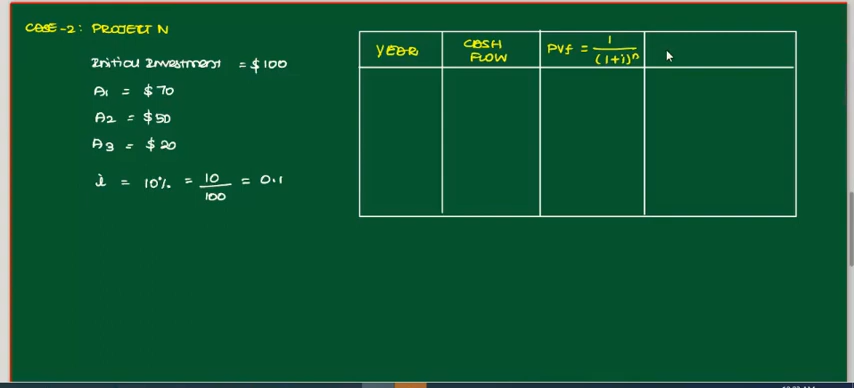 CASE-2: PROJECT N
Initial Investment = $100
A1 = $70
A2 = $50
A3 = $20
i = 10% = 10/100 = 0.1
YEAR
CASH FLOW
PVf = 1/(1+i)^n